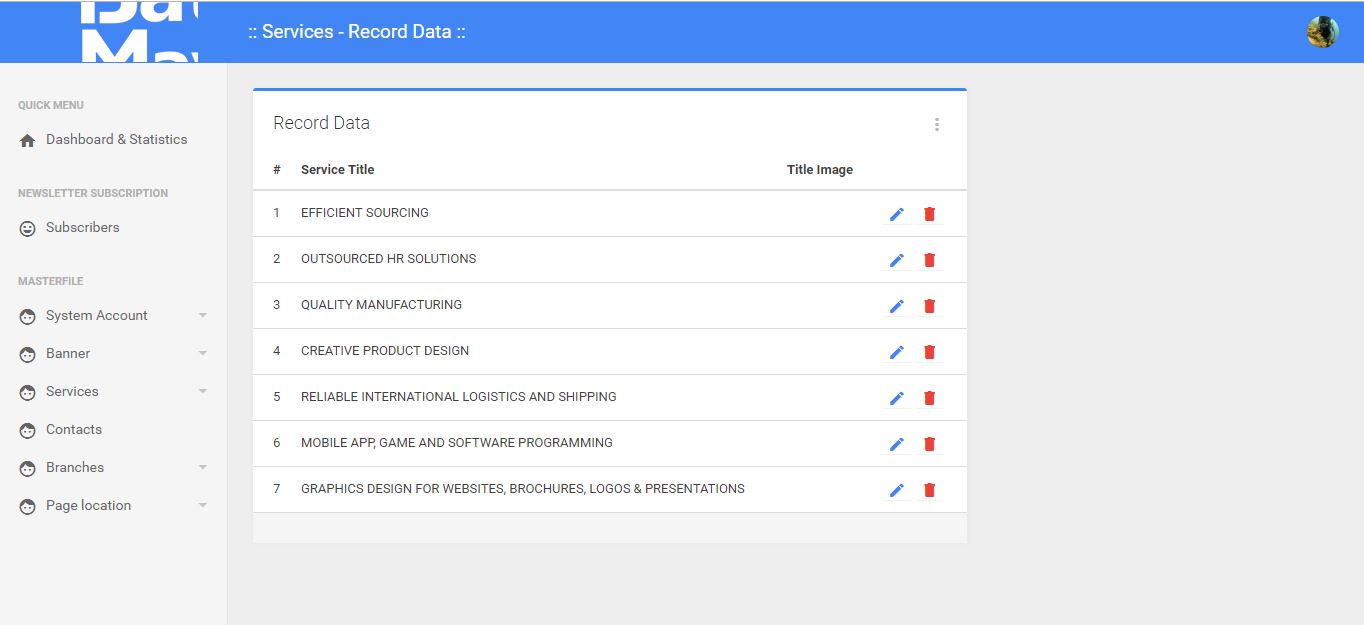 :: Services - Record Data ::
QUICK MENU
Dashboard & Statistics
NEWSLETTER SUBSCRIPTION
Subscribers
MASTERFILE
System Account
Banner
Services
Contacts
Branches
Page location
Record Data
# Service Title Title Image
1 EFFICIENT SOURCING
2 OUTSOURCED HR SOLUTIONS
3 QUALITY MANUFACTURING
4 CREATIVE PRODUCT DESIGN
5 RELIABLE INTERNATIONAL LOGISTICS AND SHIPPING
6 MOBILE APP, GAME AND SOFTWARE PROGRAMMING
7 GRAPHICS DESIGN FOR WEBSITES, BROCHURES, LOGOS & PRESENTATIONS